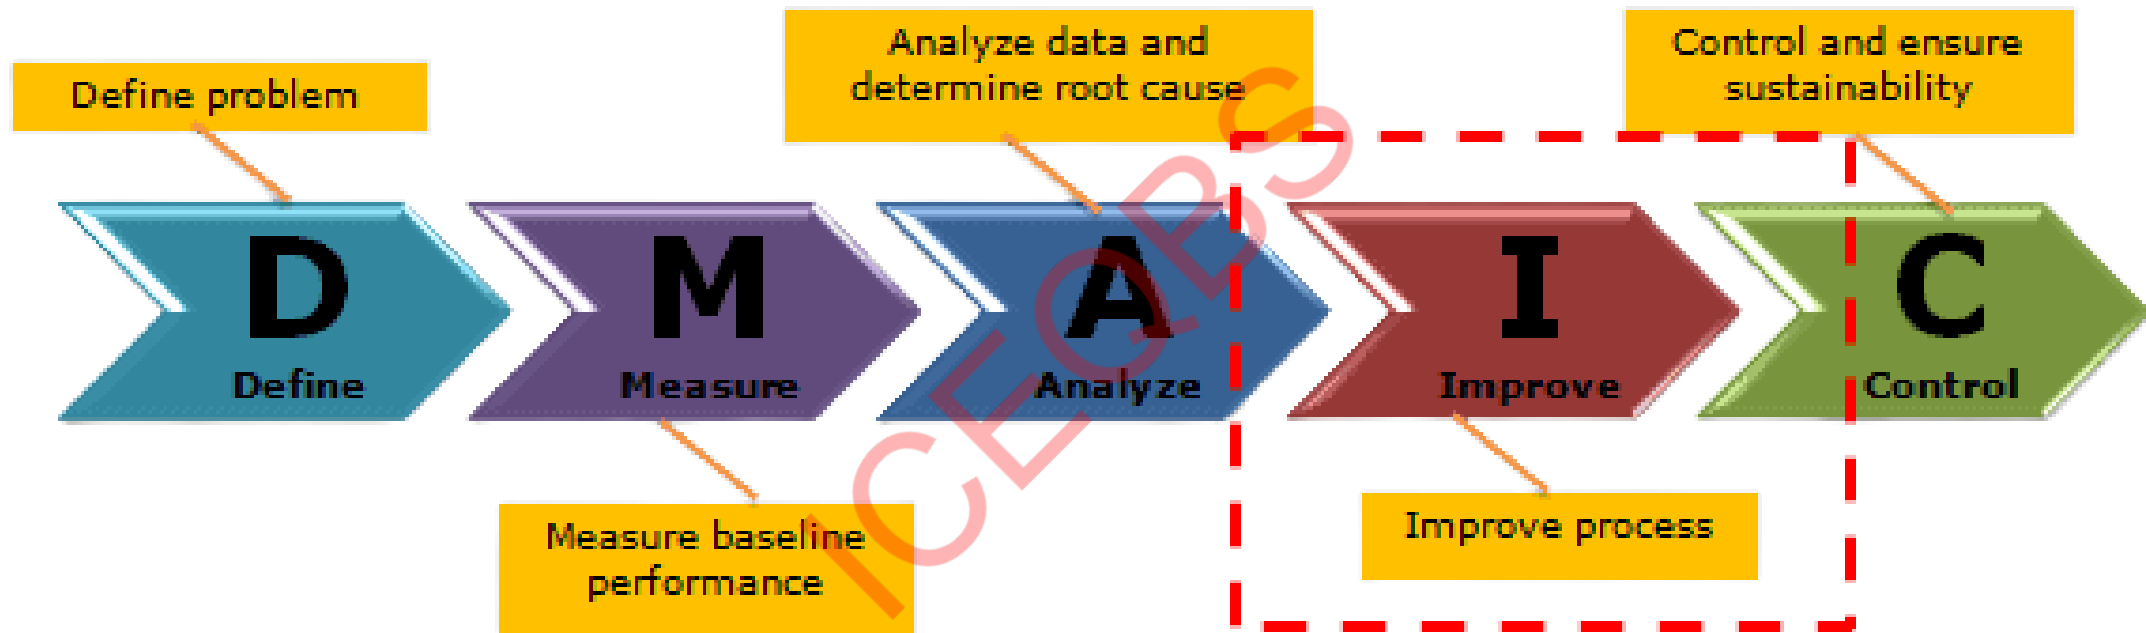 Define problem
Analyze data and
determine root cause
Control and ensure
sustainability
D
Define
M
Measure
A
Analyze
I
Improve
C
Control
Measure baseline
performance
Improve process
ICEQBS